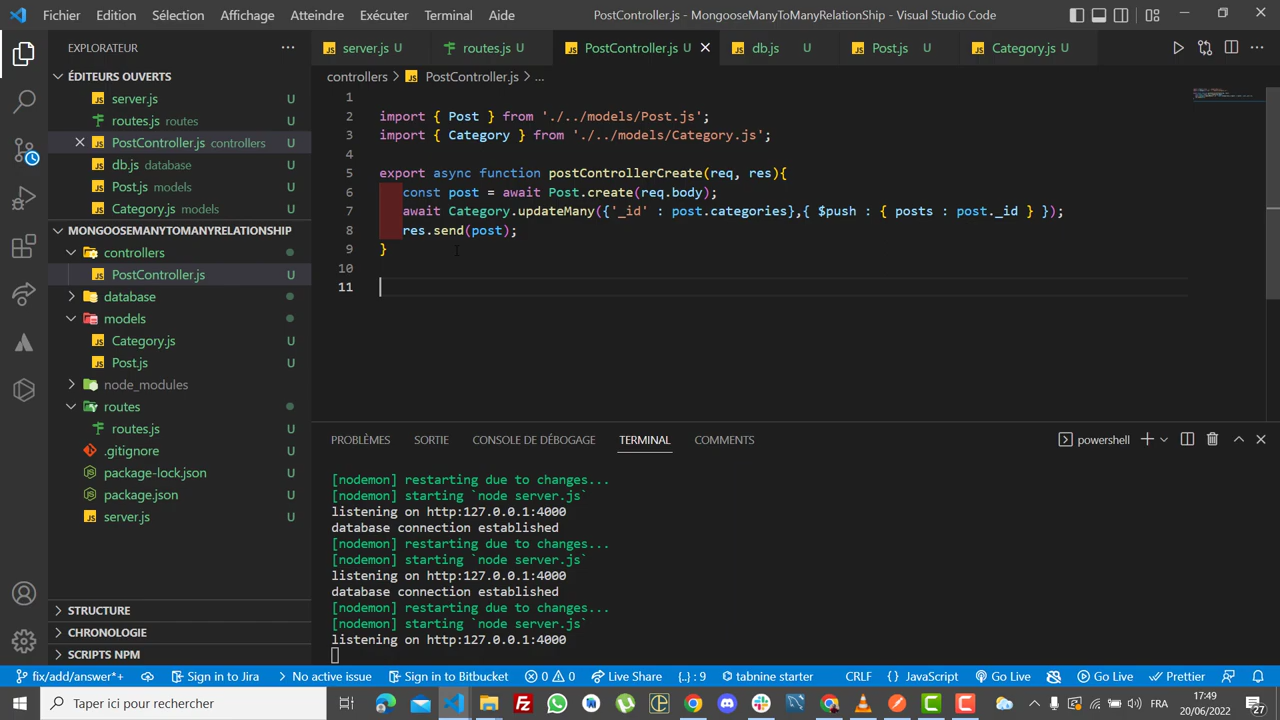 Fichier Edition Sélection Affichage Atteindre Exécuter Terminal Aide PostController.js - MongooseManyToManyRelationShip - Visual Studio Code
EXPLORATEUR
ÉDITEURS OUVERTS
server.js U
routes.js routes U
PostController.js controllers U
db.js database U
Post.js models U
Category.js models U
MONGOOSEMANYTOMANYRELATIONSHIP
controllers
PostController.js U
database
models
Category.js U
Post.js U
node_modules
routes
routes.js U
.gitignore U
package-lock.json U
package.json U
server.js U
STRUCTURE
CHRONOLOGIE
SCRIPTS NPM
server.js U routes.js U PostController.js U db.js U Post.js U Category.js U
controllers > PostController.js > ...
1
2 import { Post } from './../models/Post.js';
3 import { Category } from './../models/Category.js';
4
5 export async function postControllerCreate(req, res){
6 const post = await Post.create(req.body);
7 await Category.updateMany({'_id' : post.categories},{ $push : { posts : post._id } });
8 res.send(post);
9 }
10
11
PROBLÈMES SORTIE CONSOLE DE DÉBOGAGE TERMINAL COMMENTS powershell
[nodemon] restarting due to changes...
[nodemon] starting `node server.js`
listening on http:127.0.0.1:4000
database connection established
[nodemon] restarting due to changes...
[nodemon] starting `node server.js`
listening on http:127.0.0.1:4000
database connection established
[nodemon] restarting due to changes...
[nodemon] starting `node server.js`
listening on http:127.0.0.1:4000
fix/add/answer*+ Sign in to Jira No active issue Sign in to Bitbucket 0 0 Live Share {..} : 9 tabnine starter CRLF { } JavaScript Go Live Go Live Prettier
Taper ici pour rechercher FRA 17:49
20/06/2022 27